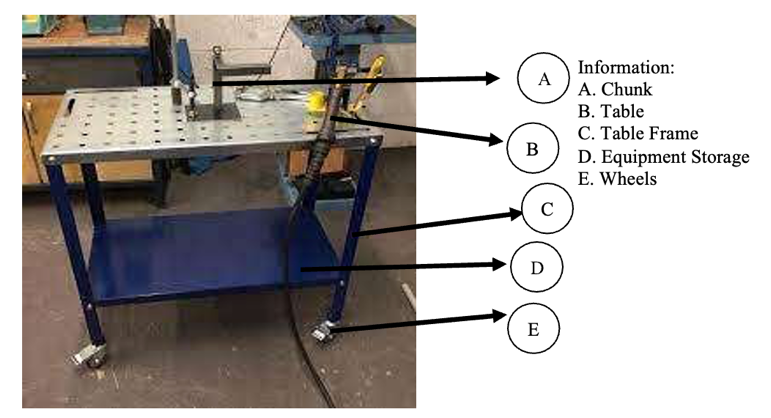 A
B
C
D
E
Information:
A. Chunk
B. Table
C. Table Frame
D. Equipment Storage
E. Wheels